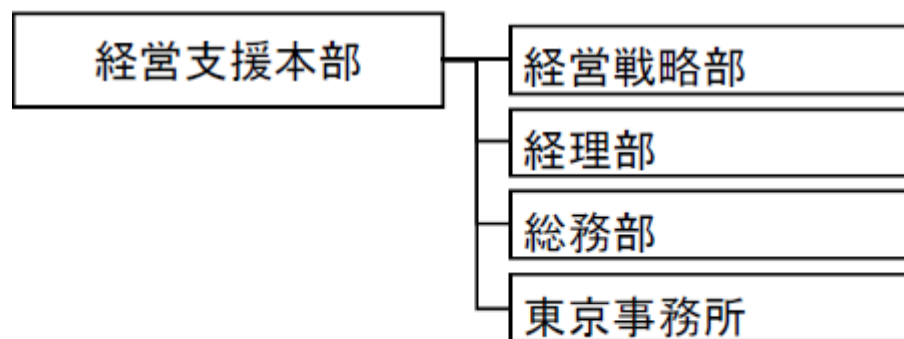 経営支援本部
経営戦略部
経理部
総務部
東京事務所